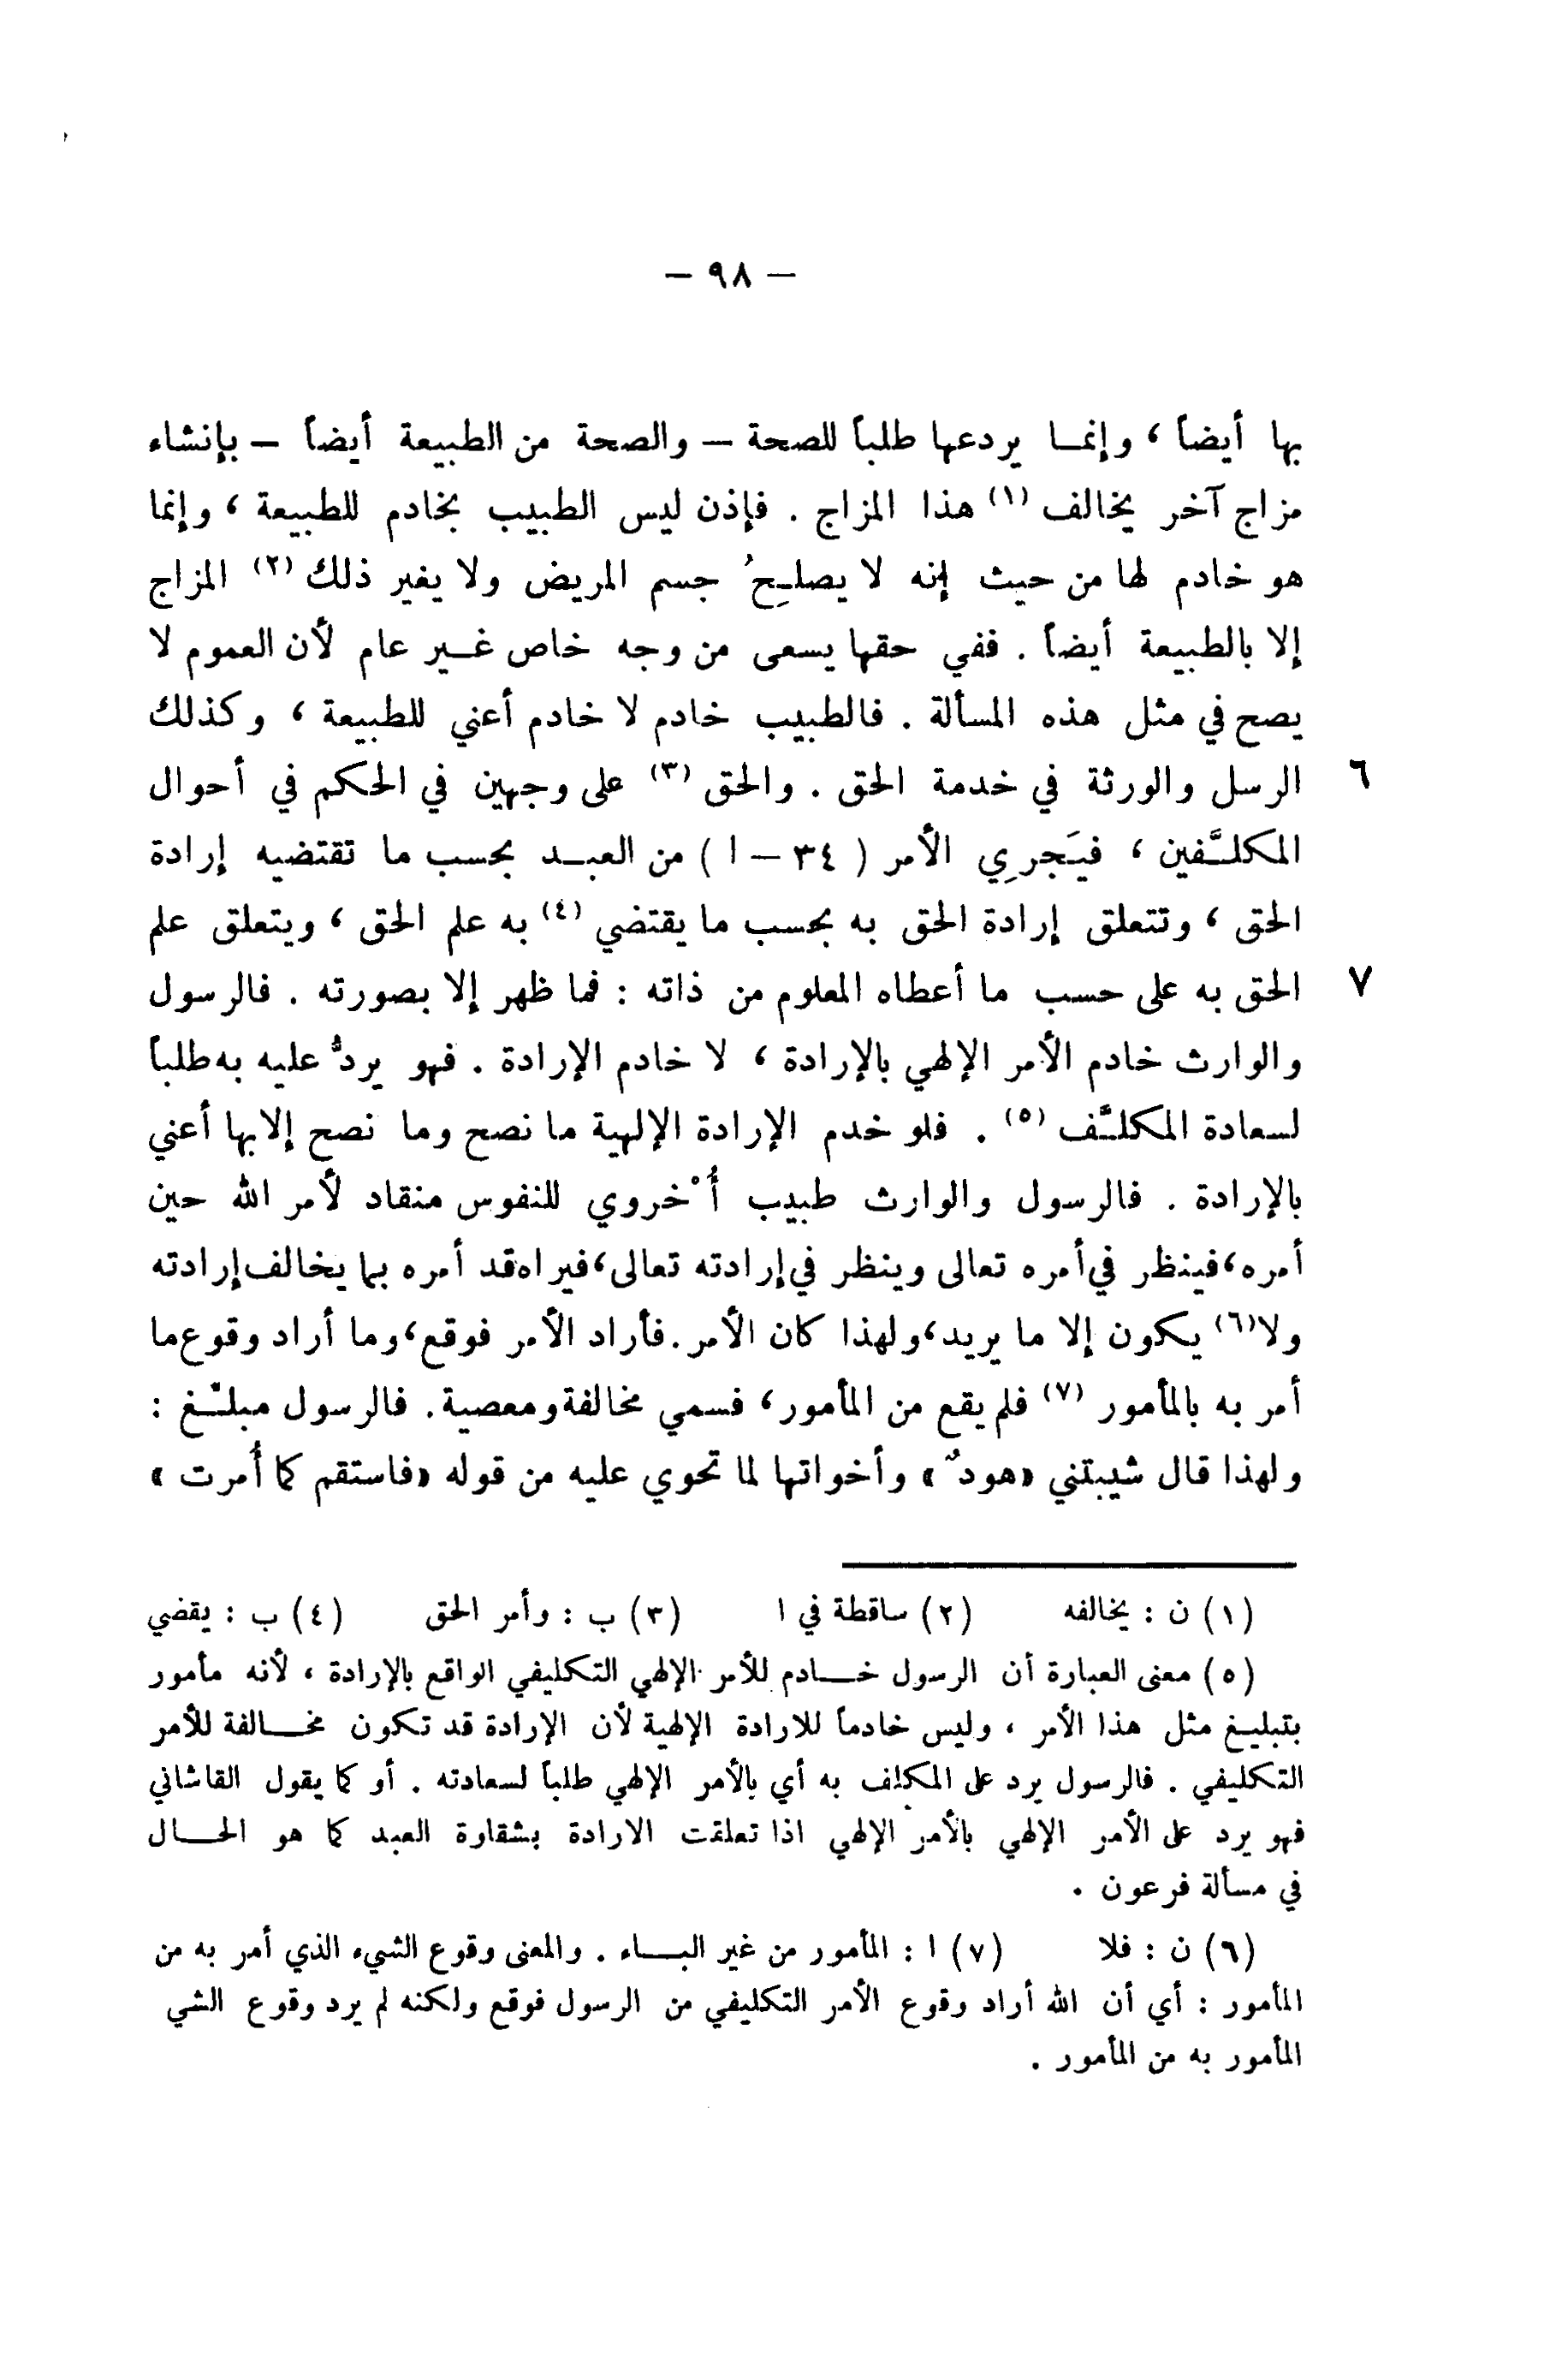 — ٩٨ —
بها أيضاً ، وإنمـا يردعها طلباً للصحة — والصحة من الطبيعة أيضاً — بإنشاء
مزاج آخر يخالف (١) هذا المزاج . فإذن ليس الطبيب بخادم للطبيعة ، وإنما
هو خادم لها من حيث إنه لا يصلِحُ جسم المريض ولا يغير ذلك (٢) المزاج
إلا بالطبيعة أيضاً . ففي حقها يسعى من وجه خاص غـير عام لأن العموم لا
يصح في مثل هذه المسألة . فالطبيب خادم لا خادم أعني للطبيعة ، وكذلك
٦ الرسل والورثة في خدمة الحق . والحق (٣) على وجهين في الحكم في أحوال
المكلَّفين ، فيَجرِي الأمر ( ٣٤ — ا ) من العبـد بحسب ما تقتضيه إرادة
الحق ، وتتعلق إرادة الحق به بحسب ما يقتضي (٤) به علم الحق ، ويتعلق علم
٧ الحق به على حسب ما أعطاه المعلوم من ذاته : فما ظهر إلا بصورته . فالرسول
والوارث خادم الأمر الإلهي بالإرادة ، لا خادم الإرادة . فهو يردُّ عليه به طلباً
لسعادة المكلَّف (٥) . فلو خدم الإرادة الإلهية ما نصح وما نصح إلا بها أعني
بالإرادة . فالرسول والوارث طبيب أُخْروي للنفوس منقاد لأمر الله حين
أمره ، فينظر في أمره تعالى وينظر في إرادته تعالى ، فيراه قد أمره بما يخالف إرادته
ولا (٦) يكون إلا ما يريد ، ولهذا كان الأمر . فأراد الأمر فوقع ، وما أراد وقوع ما
أمر به بالمأمور (٧) فلم يقع من المأمور ، فسمي مخالفة ومعصية . فالرسول مبلّغ :
ولهذا قال شيبتني «هودٌ» وأخواتها لما تحوي عليه من قوله «فاستقم كما أُمرت »
(١) ن : يخالفه (٢) ساقطة في ا (٣) ب : وأمر الحق (٤) ب : يقضي
(٥) معنى العبارة أن الرسول خـادم للأمر الإلهي التكليفي الواقع بالإرادة ، لأنه مأمور
بتبليغ مثل هذا الأمر ، وليس خادماً للارادة الإلهية لأن الإرادة قد تكون مخـالفة للأمر
التكليفي . فالرسول يرد على المكلف به أي بالأمر الإلهي طلباً لسعادته . أو كما يقول القاشاني
فهو يرد على الأمر الإلهي بالأمر الإلهي اذا تعلقت الارادة بشقارة العبد كما هو الحـال
في مسألة فرعون .
(٦) ن : فلا (٧) ا : المأمور من غير البـاء . والمعنى وقوع الشيء الذي أمر به من
المأمور : أي أن الله أراد وقوع الأمر التكليفي من الرسول فوقع ولكنه لم يرد وقوع الشي
المأمور به من المأمور .